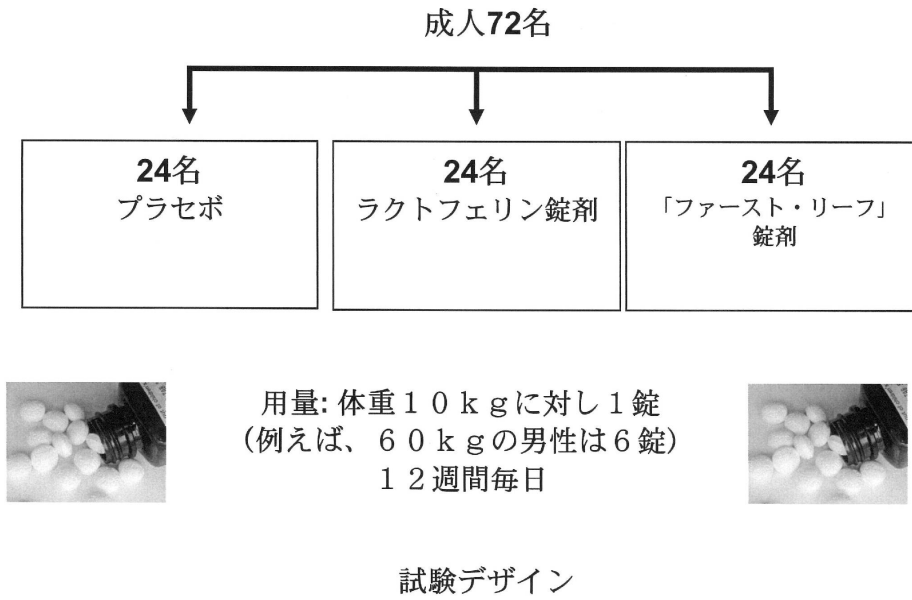 成人72名
24名
プラセボ
24名
ラクトフェリン錠剤
24名
「ファースト・リーフ」
錠剤
用量: 体重１０ｋｇに対し１錠
(例えば、６０ｋｇの男性は６錠)
１２週間毎日
試験デザイン